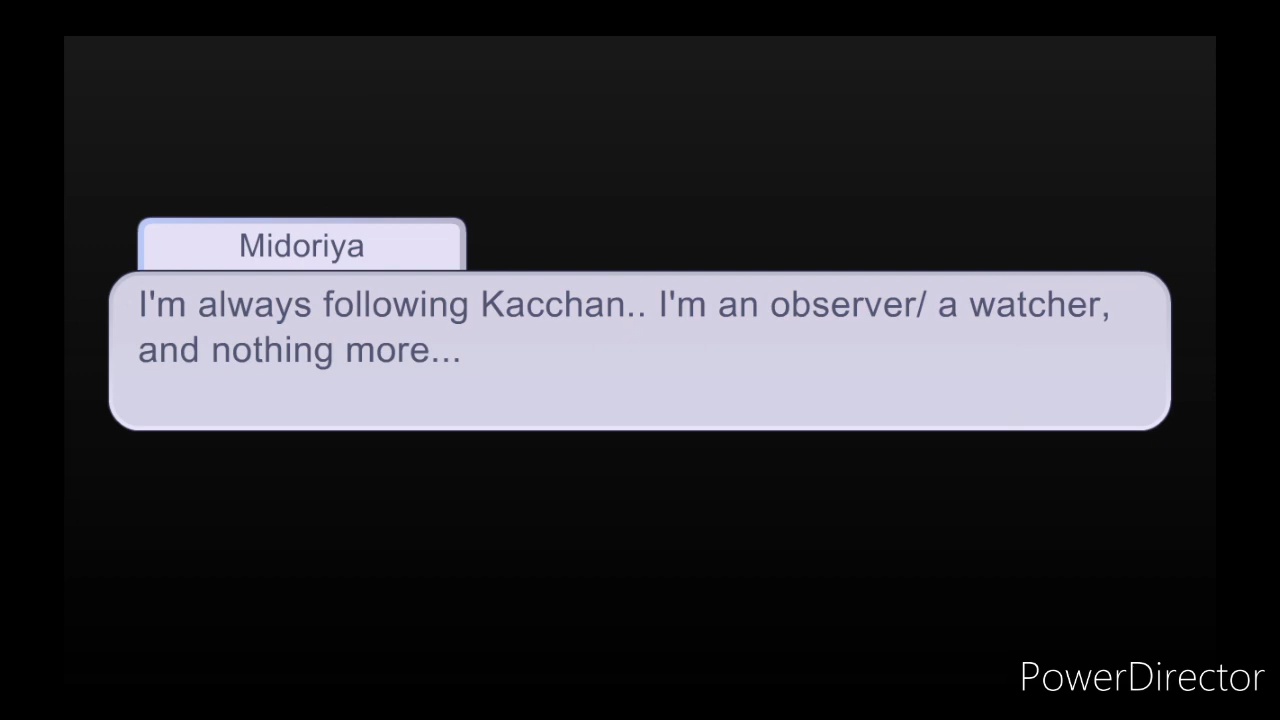 Midoriya
I'm always following Kacchan.. I'm an observer/ a watcher,
and nothing more...
PowerDirector